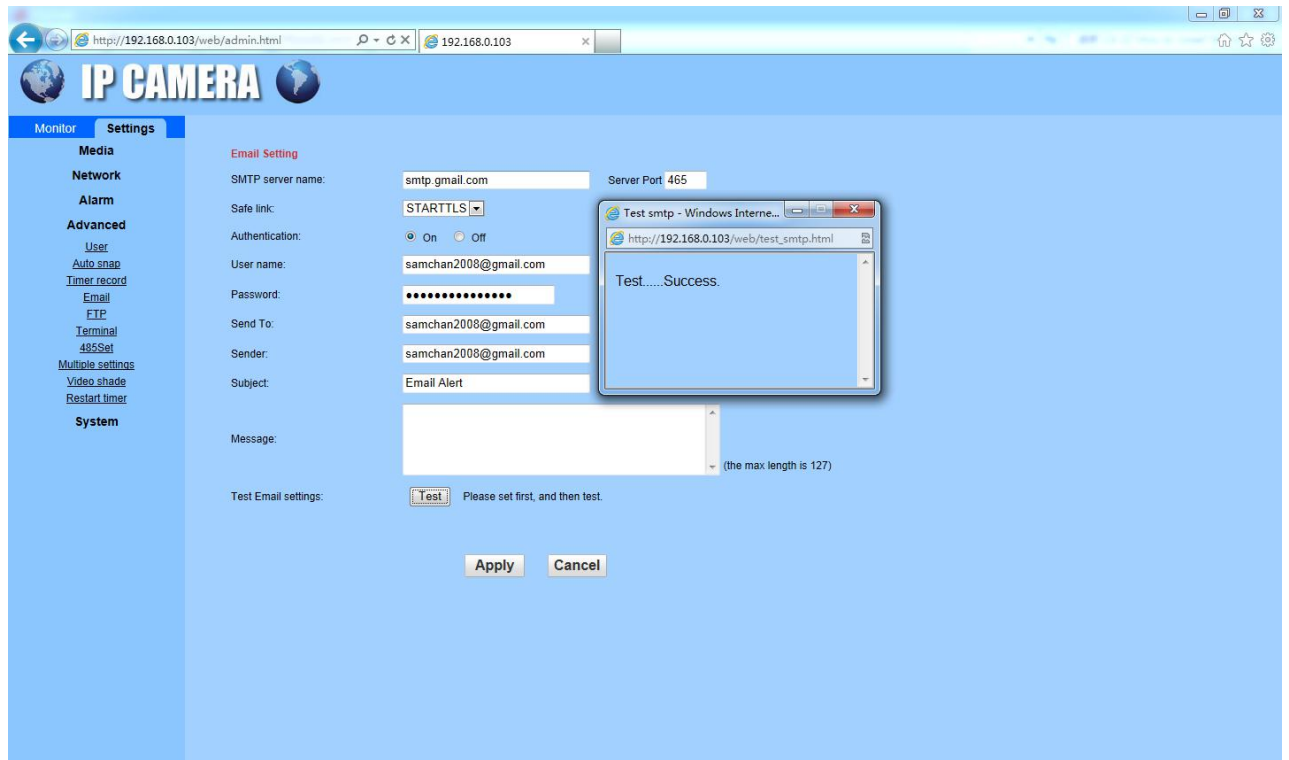 http://192.168.0.103/web/admin.html
192.168.0.103
IP CAMERA
Monitor Settings
Media
Network
Alarm
Advanced
User
Auto snap
Timer record
Email
FTP
Terminal
485Set
Multiple settings
Video shade
Restart timer
System
Email Setting
SMTP server name: smtp.gmail.com Server Port 465
Safe link: STARTTLS
Authentication: On Off
User name: samchan2008@gmail.com
Password: •••••••••••••••
Send To: samchan2008@gmail.com
Sender: samchan2008@gmail.com
Subject: Email Alert
Message:
(the max length is 127)
Test Email settings: Test Please set first, and then test.
Apply Cancel
Test smtp - Windows Interne...
http://192.168.0.103/web/test_smtp.html
Test......Success.